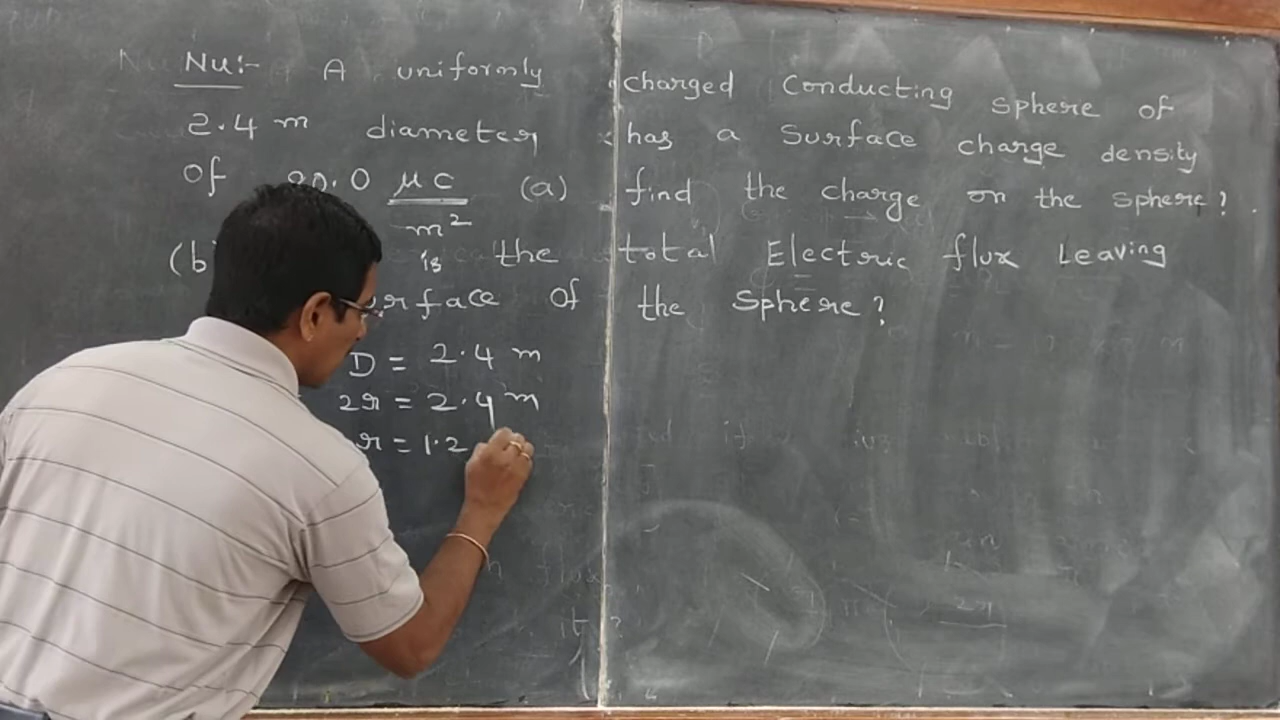 Nu:- A uniformly charged Conducting Sphere of
2.4 m diameter has a Surface charge density
of .0 μC/m² (a) find the charge on the sphere?
(b is the total Electric flux Leaving
of the Sphere?
D = 2.4 m
2r = 2.4 m
r = 1.2